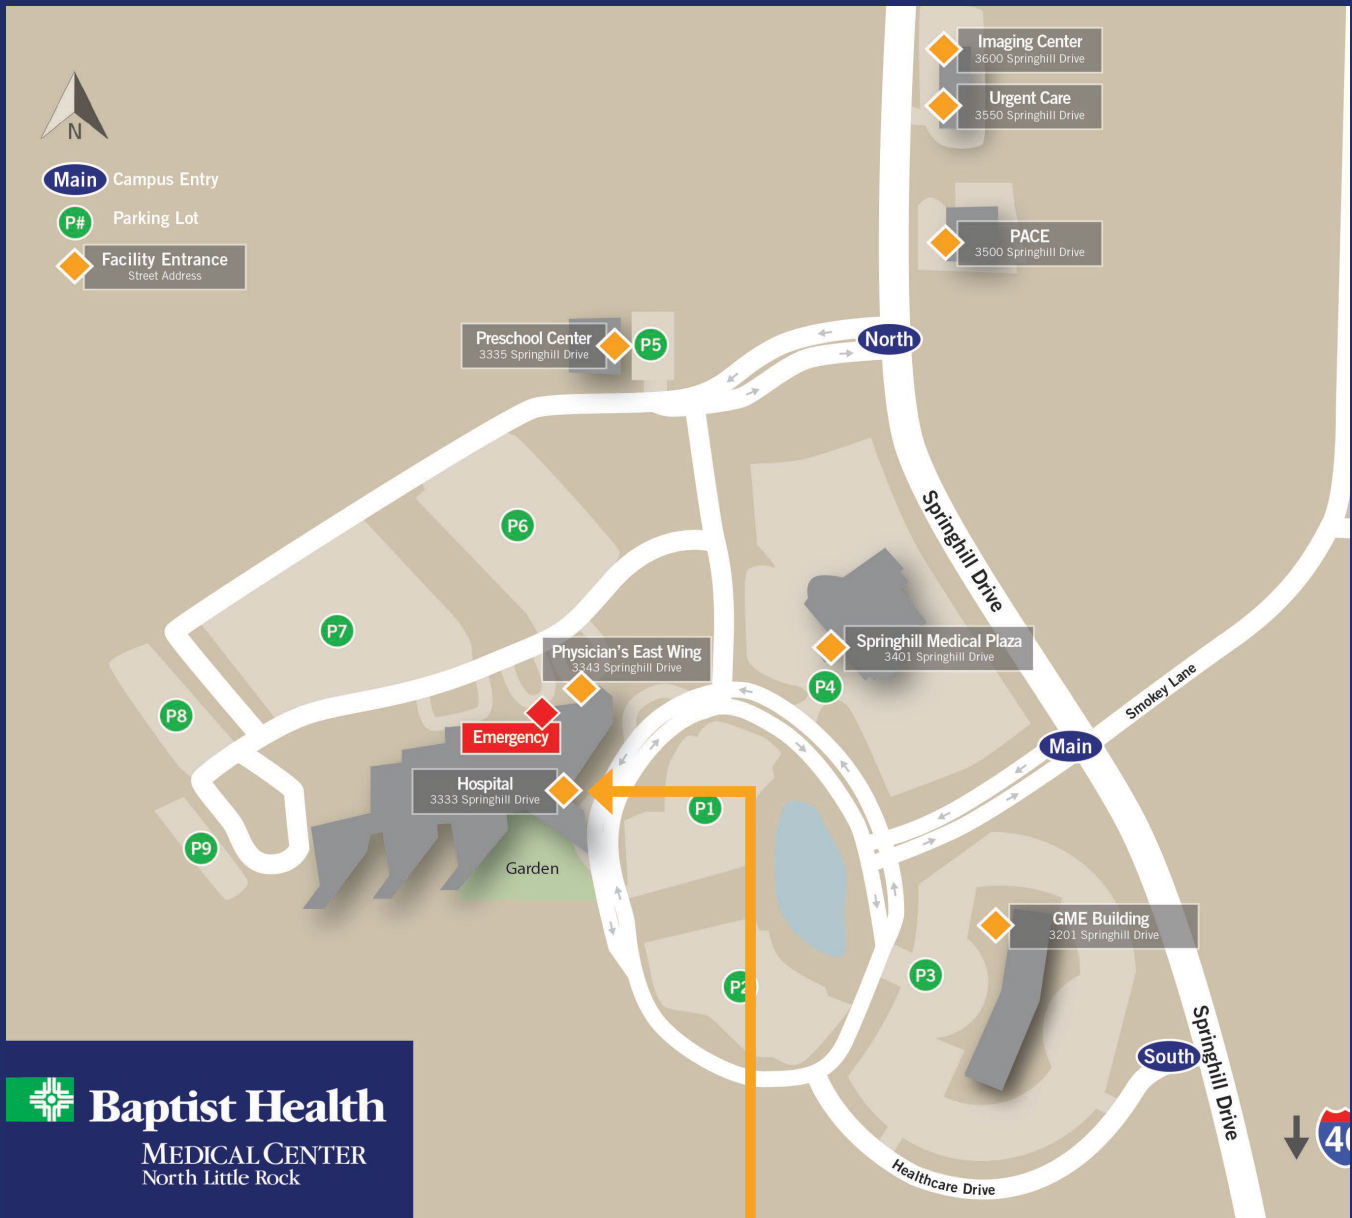 Imaging Center
3600 Springhill Drive
Urgent Care
3550 Springhill Drive
N
Main Campus Entry
P# Parking Lot
Facility Entrance
Street Address
PACE
3500 Springhill Drive
North
Preschool Center
3335 Springhill Drive
P5
P6
Springhill Drive
P7
Physician's East Wing
3343 Springhill Drive
Springhill Medical Plaza
3401 Springhill Drive
P4
Smokey Lane
P8
Emergency
Main
Hospital
3333 Springhill Drive
P1
P9
Garden
GME Building
3201 Springhill Drive
P2
P3
South
Springhill Drive
Healthcare Drive
Baptist Health
MEDICAL CENTER
North Little Rock